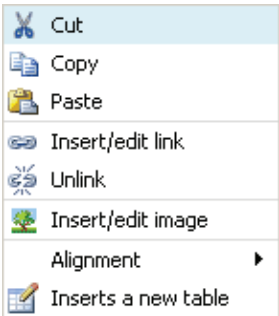 Cut
Copy
Paste
Insert/edit link
Unlink
Insert/edit image
Alignment
Inserts a new table